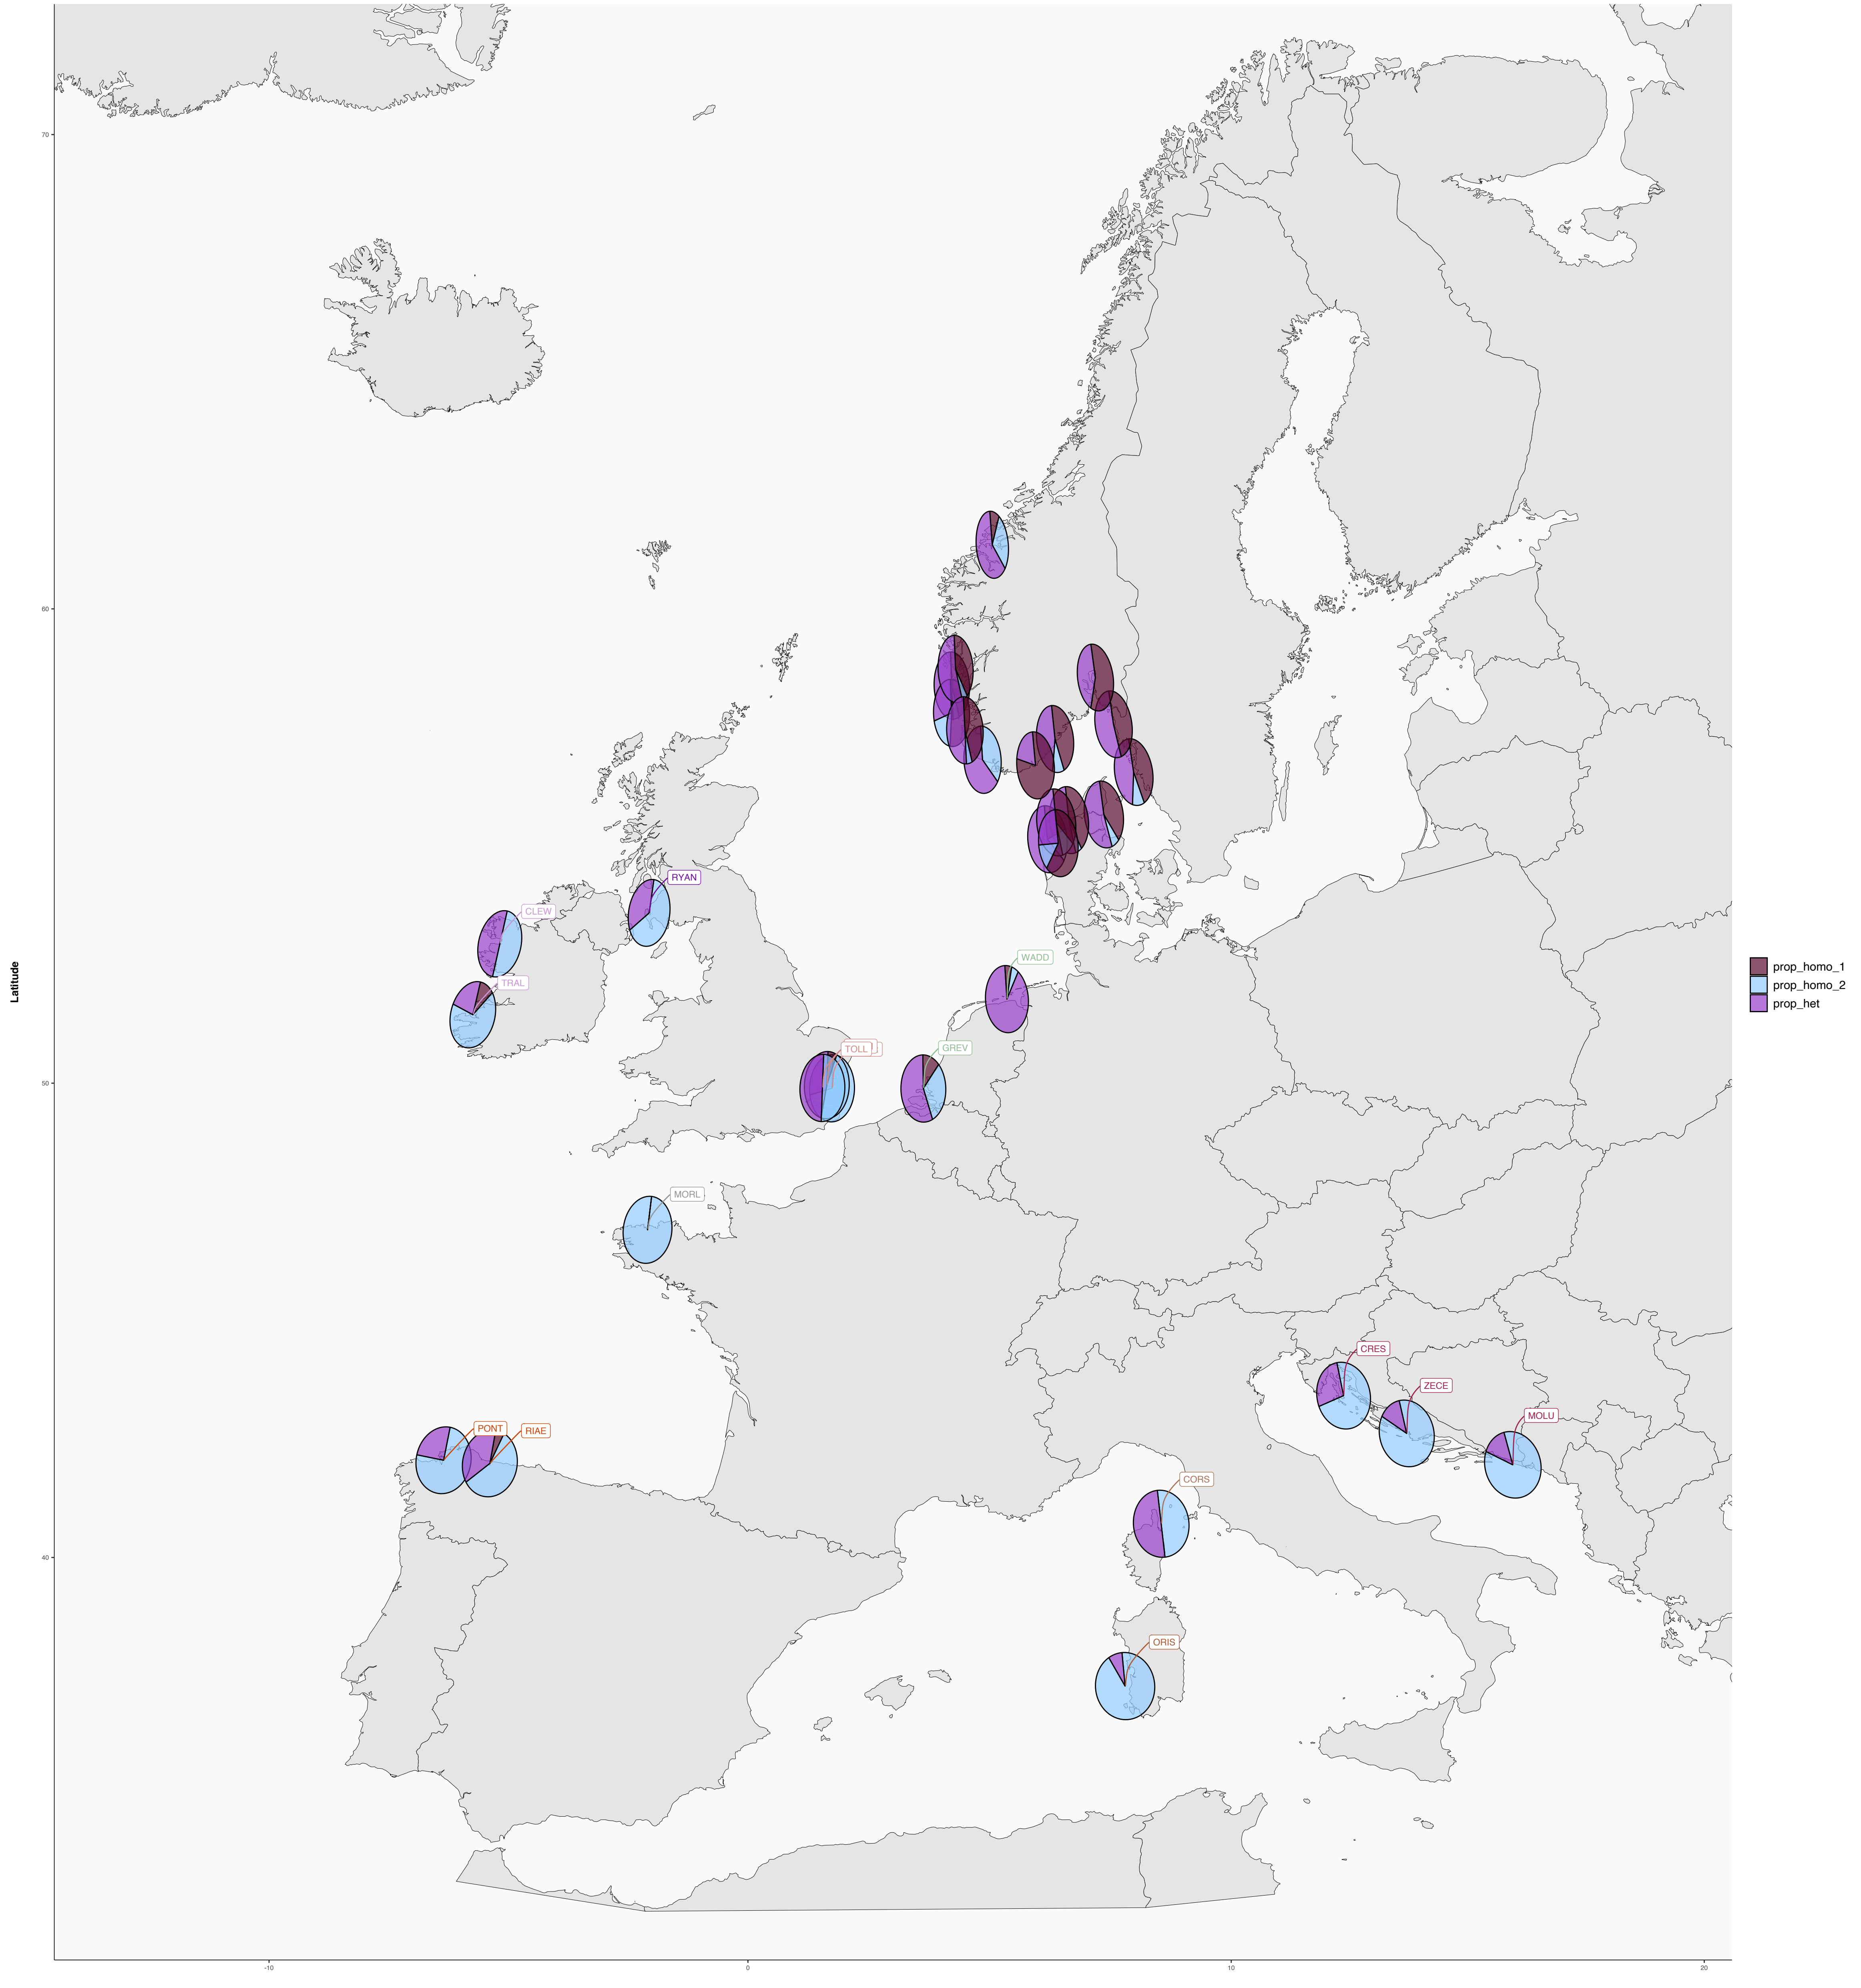 70
60
RYAN
CLEW
WADD
prop_homo_1
prop_homo_2
Latitude
TRAL
prop_het
TOLL
GREV
50
MORL
CRES
ZECE
MOLU
PONT
RIAE
CORS
40
ORIS
-10 0 10 20